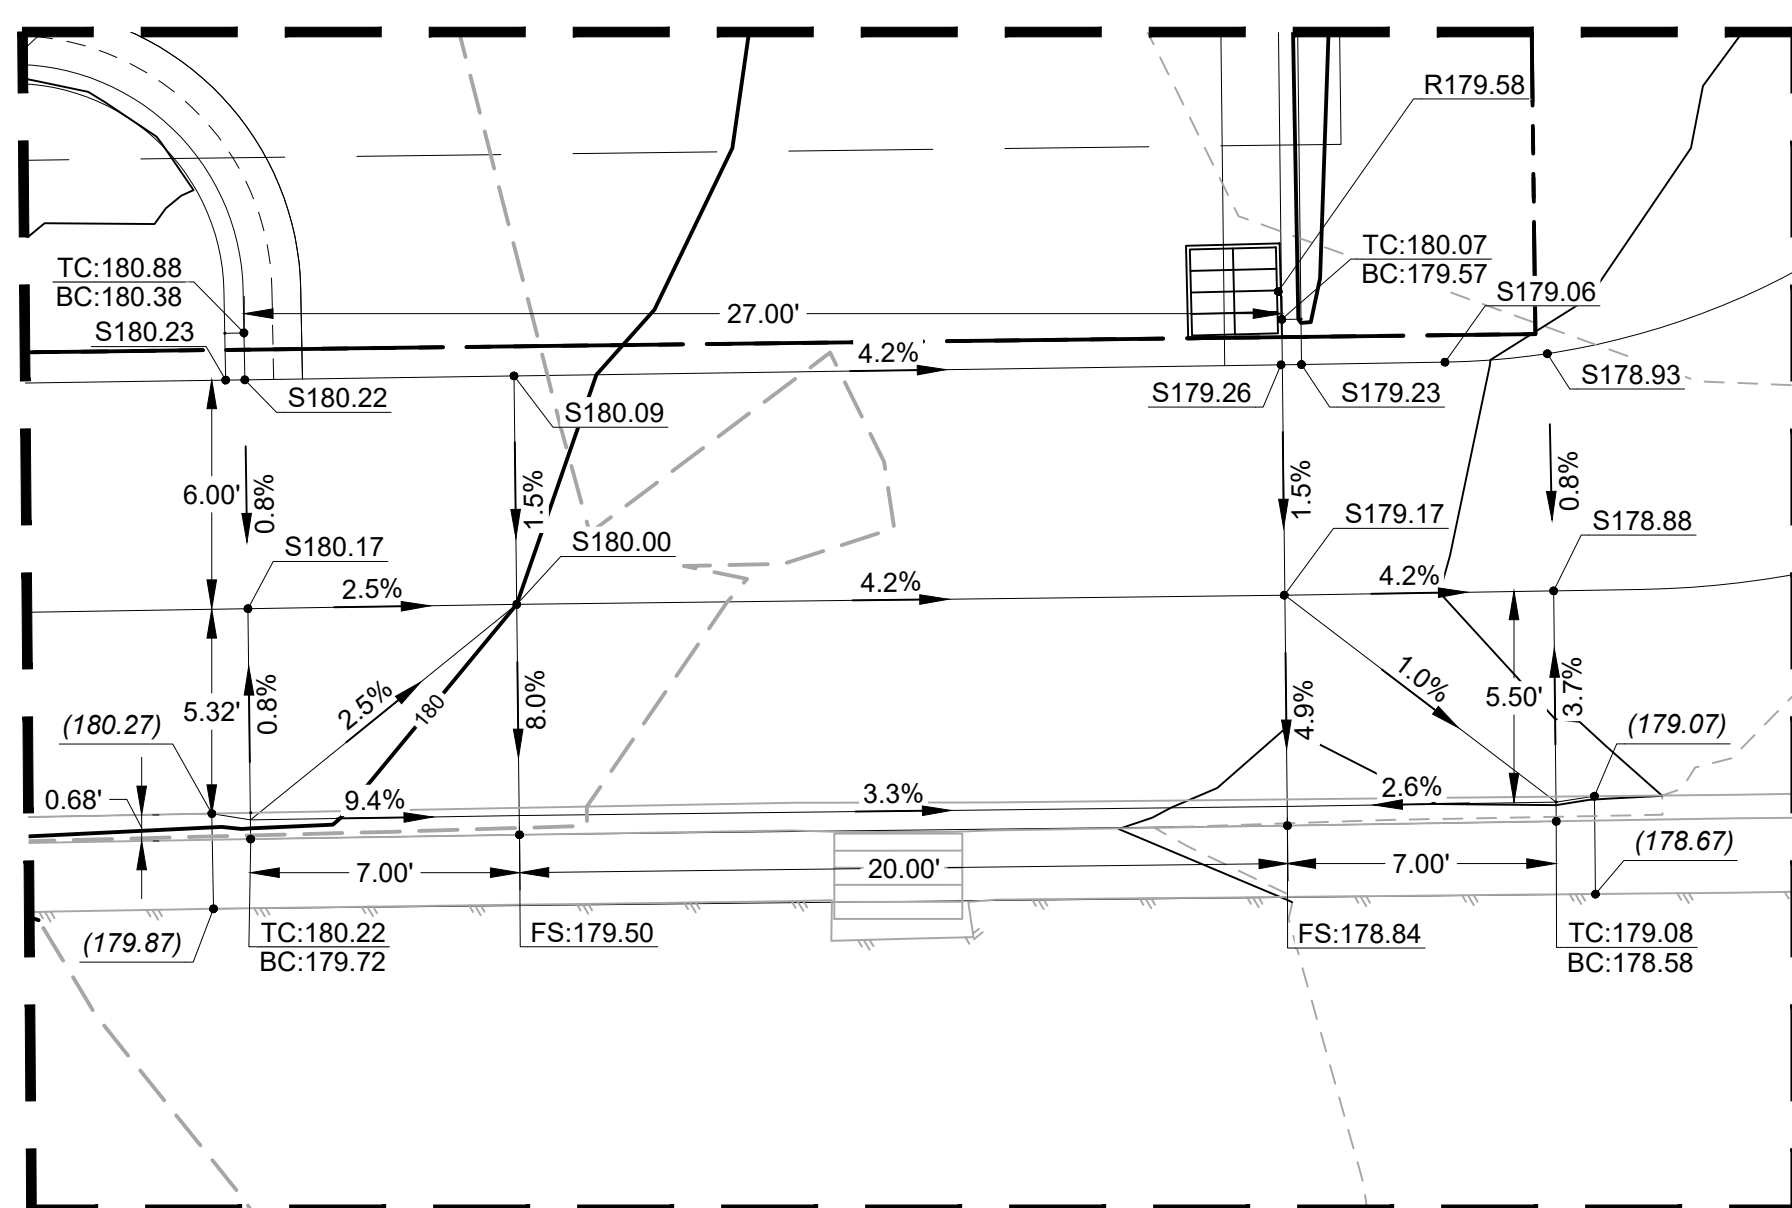 R179.58
TC:180.88
BC:180.38
S180.23
27.00'
TC:180.07
BC:179.57
S179.06
4.2%
S180.22
S180.09
S179.26
S179.23
S178.93
6.00'
0.8%
1.5%
1.5%
0.8%
S180.17
S180.00
S179.17
S178.88
2.5%
4.2%
4.2%
(180.27)
5.32'
0.8%
2.5%
180
8.0%
4.9%
1.0%
5.50'
3.7%
(179.07)
0.68'
9.4%
3.3%
2.6%
(178.67)
7.00'
20.00'
7.00'
(179.87)
TC:180.22
BC:179.72
FS:179.50
FS:178.84
TC:179.08
BC:178.58